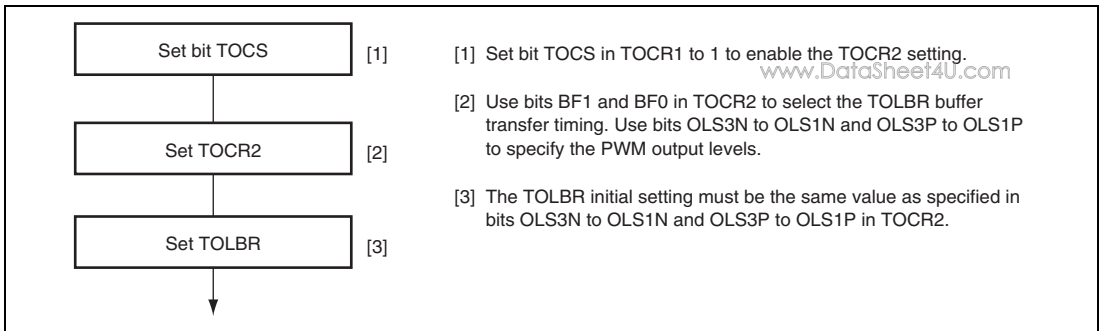 Set bit TOCS
[1]
[1] Set bit TOCS in TOCR1 to 1 to enable the TOCR2 setting.
www.DataSheet4U.com
[2] Use bits BF1 and BF0 in TOCR2 to select the TOLBR buffer
transfer timing. Use bits OLS3N to OLS1N and OLS3P to OLS1P
to specify the PWM output levels.
Set TOCR2
[2]
[3] The TOLBR initial setting must be the same value as specified in
bits OLS3N to OLS1N and OLS3P to OLS1P in TOCR2.
Set TOLBR
[3]